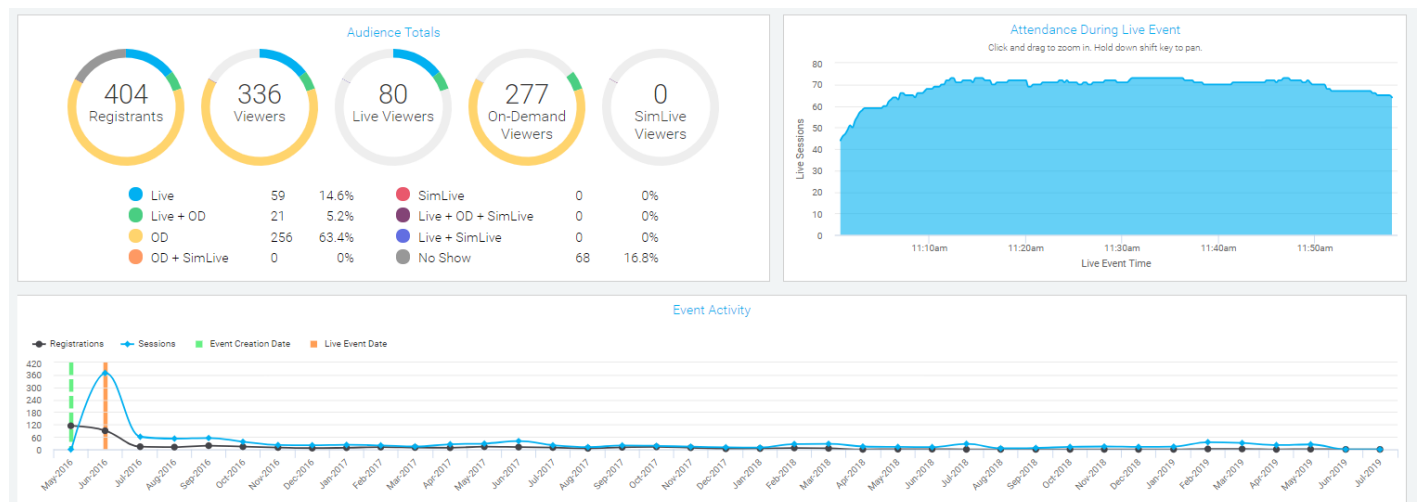 Audience Totals
404
Registrants
336
Viewers
80
Live Viewers
277
On-Demand
Viewers
0
SimLive
Viewers
Live 59 14.6% SimLive 0 0%
Live + OD 21 5.2% Live + OD + SimLive 0 0%
OD 256 63.4% Live + SimLive 0 0%
OD + SimLive 0 0% No Show 68 16.8%
Attendance During Live Event
Click and drag to zoom in. Hold down shift key to pan.
Live Sessions
80
70
60
50
40
30
20
10
0
11:10am 11:20am 11:30am 11:40am 11:50am
Live Event Time
Event Activity
Registrations Sessions Event Creation Date Live Event Date
420
360
300
240
180
120
60
0
May-2016 Jun-2016 Jul-2016 Aug-2016 Sep-2016 Oct-2016 Nov-2016 Dec-2016 Jan-2017 Feb-2017 Mar-2017 Apr-2017 May-2017 Jun-2017 Jul-2017 Aug-2017 Sep-2017 Oct-2017 Nov-2017 Dec-2017 Jan-2018 Feb-2018 Mar-2018 Apr-2018 May-2018 Jun-2018 Jul-2018 Aug-2018 Sep-2018 Oct-2018 Nov-2018 Dec-2018 Jan-2019 Feb-2019 Mar-2019 Apr-2019 May-2019 Jun-2019 Jul-2019